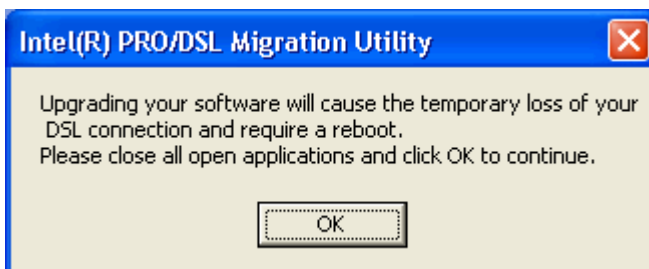 Intel(R) PRO/DSL Migration Utility
Upgrading your software will cause the temporary loss of your
DSL connection and require a reboot.
Please close all open applications and click OK to continue.
OK